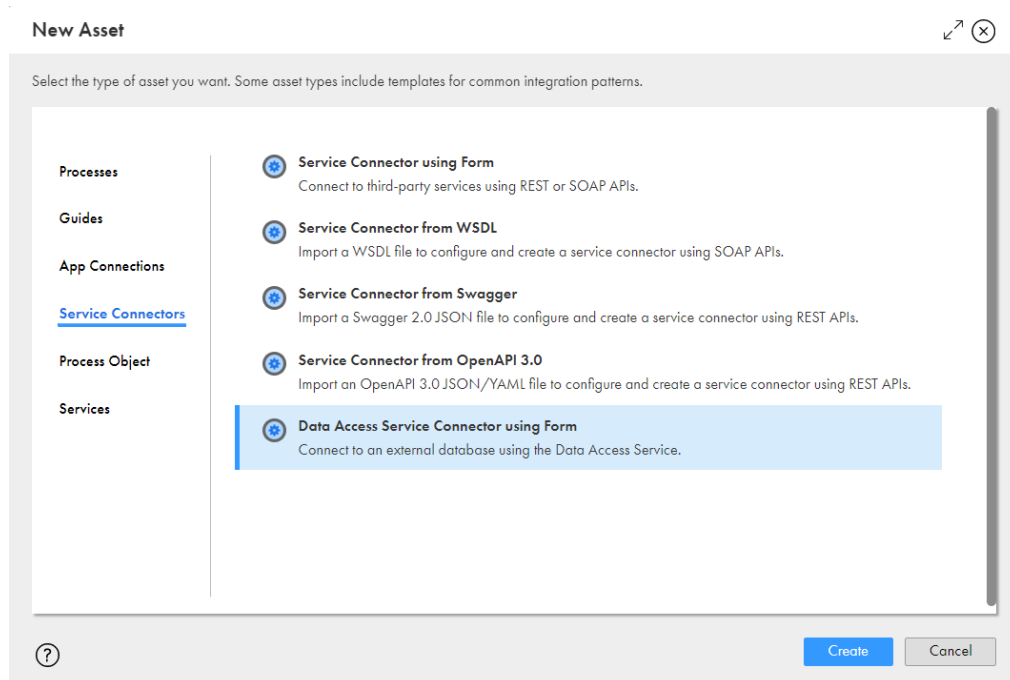 New Asset
Select the type of asset you want. Some asset types include templates for common integration patterns.
Processes
Guides
App Connections
Service Connectors
Process Object
Services
Service Connector using Form
Connect to third-party services using REST or SOAP APIs.
Service Connector from WSDL
Import a WSDL file to configure and create a service connector using SOAP APIs.
Service Connector from Swagger
Import a Swagger 2.0 JSON file to configure and create a service connector using REST APIs.
Service Connector from OpenAPI 3.0
Import an OpenAPI 3.0 JSON/YAML file to configure and create a service connector using REST APIs.
Data Access Service Connector using Form
Connect to an external database using the Data Access Service.
?
Create
Cancel